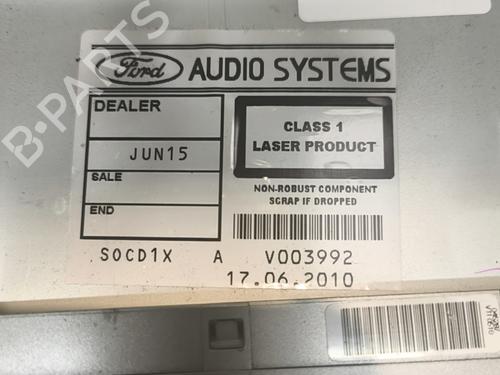 Ford AUDIO SYSTEMS
DEALER
JUN15
SALE
END
CLASS 1
LASER PRODUCT
NON-ROBUST COMPONENT
SCRAP IF DROPPED
SOCD1X A V003992
17.06.2010
B-PARTS